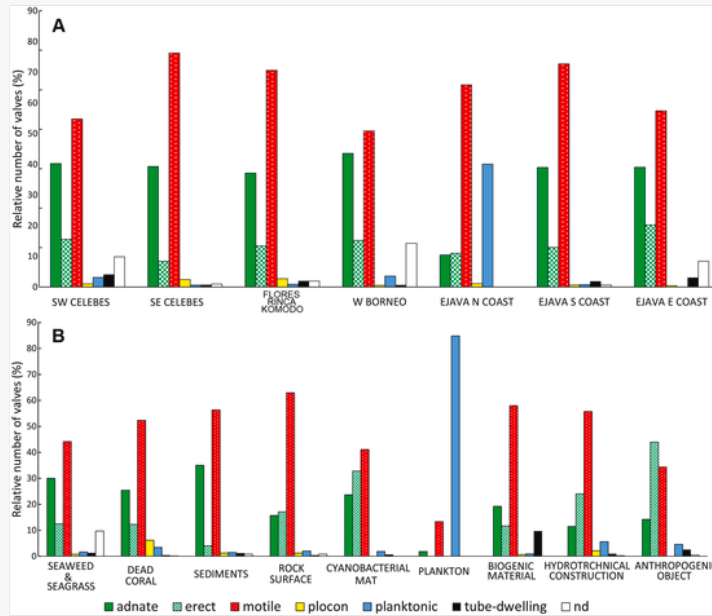 A
Relative number of valves (%)
90
80
70
60
50
40
30
20
10
0
SW CELEBES
SE CELEBES
FLORES
RINCA
KOMODO
W BORNEO
EJAVA N COAST
EJAVA S COAST
EJAVA E COAST
B
Relative number of valves (%)
90
80
70
60
50
40
30
20
10
0
SEAWEED
&
SEAGRASS
DEAD
CORAL
SEDIMENTS
ROCK
SURFACE
CYANOBACTERIAL
MAT
PLANKTON
BIOGENIC
MATERIAL
HYDROTRCHNICAL
CONSTRUCTION
ANTHROPOGENIC
OBJECT
adnate erect motile plocon planktonic tube-dwelling nd